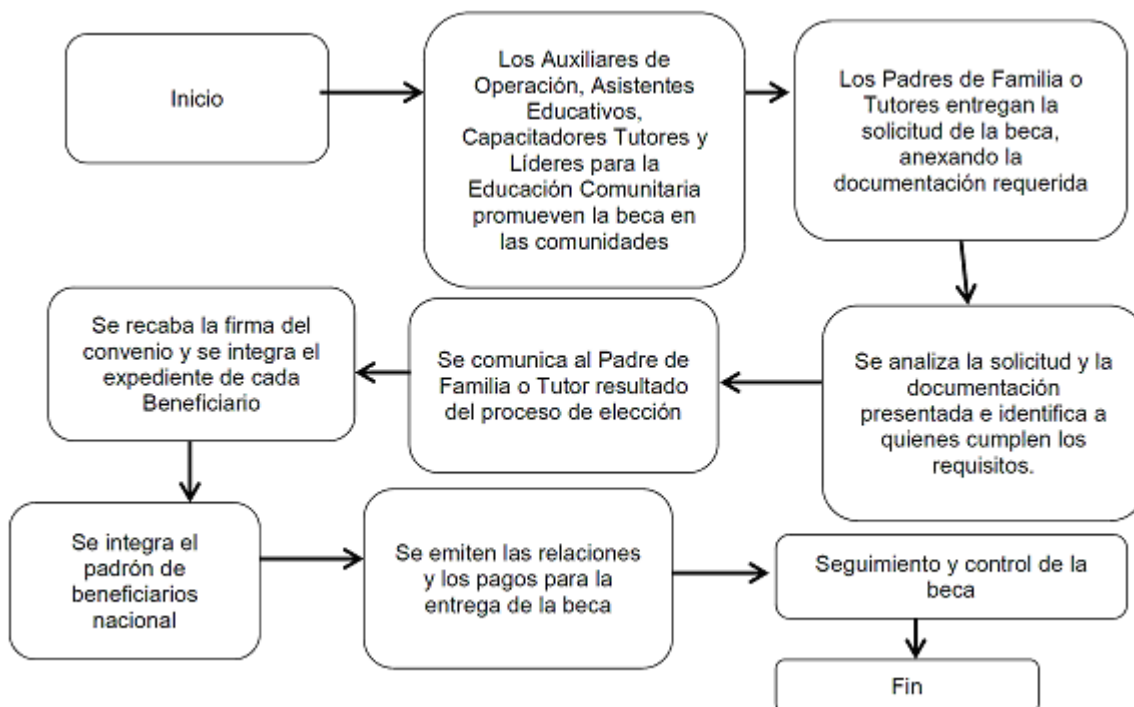 Inicio
Los Auxiliares de
Operación, Asistentes
Educativos,
Capacitadores Tutores y
Líderes para la
Educación Comunitaria
promueven la beca en
las comunidades
Los Padres de Familia o
Tutores entregan la
solicitud de la beca,
anexando la
documentación requerida
Se analiza la solicitud y la
documentación
presentada e identifica a
quienes cumplen los
requisitos.
Se comunica al Padre de
Familia o Tutor resultado
del proceso de elección
Se recaba la firma del
convenio y se integra el
expediente de cada
Beneficiario
Se integra el
padrón de
beneficiarios
nacional
Se emiten las relaciones
y los pagos para la
entrega de la beca
Seguimiento y control de la
beca
Fin